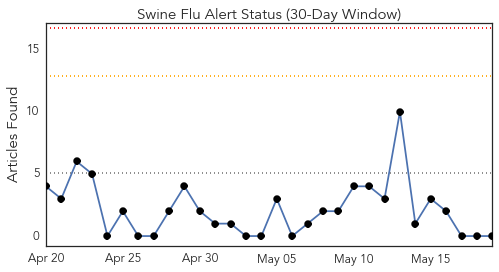 Swine Flu Alert Status (30-Day Window)
Articles Found
15
10
5
0
Apr 20 Apr 25 Apr 30 May 05 May 10 May 15